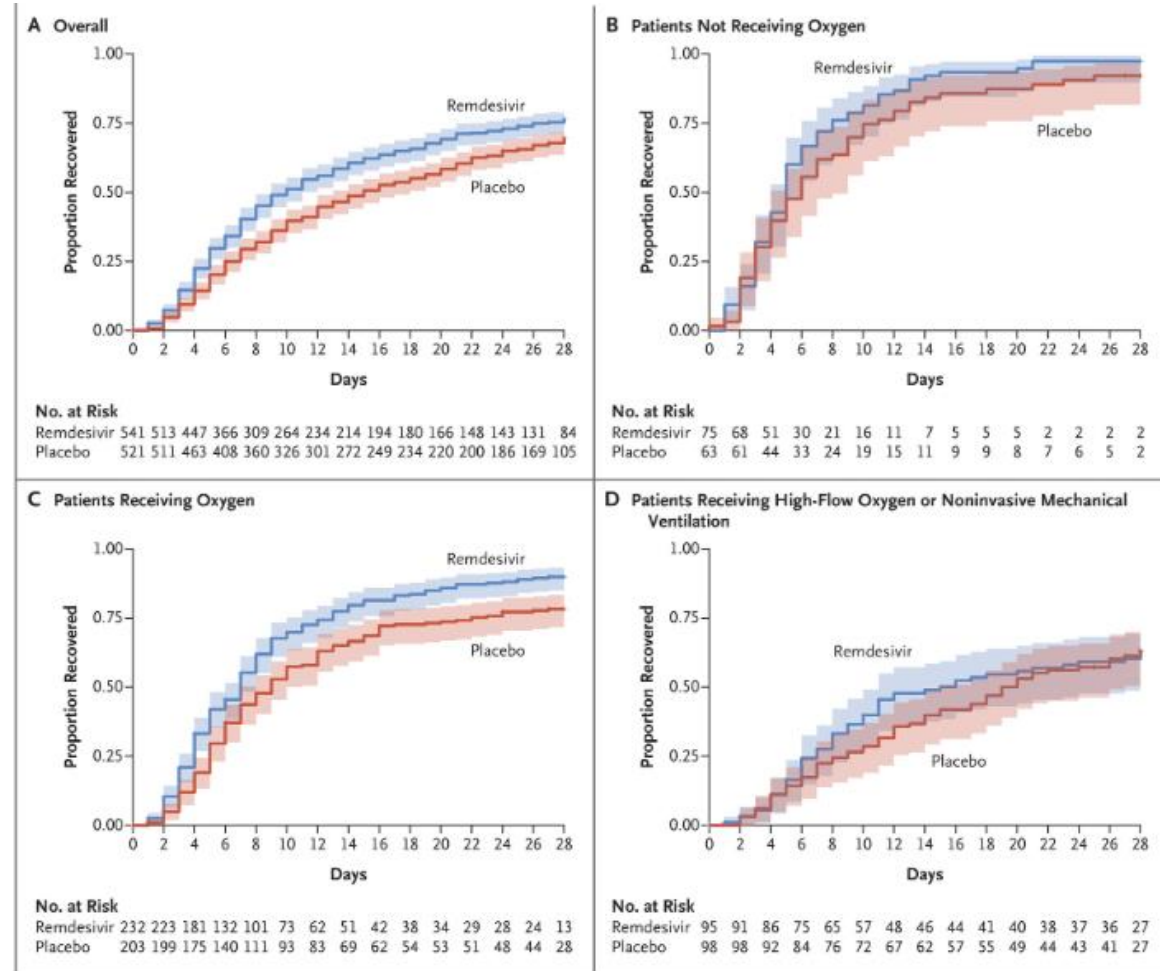 A Overall
1.00
0.75
0.50
0.25
0.00
Proportion Recovered
Remdesivir
Placebo
0 2 4 6 8 10 12 14 16 18 20 22 24 26 28
Days
No. at Risk
Remdesivir 541 513 447 366 309 264 234 214 194 180 166 148 143 131 84
Placebo 521 511 463 408 360 326 301 272 249 234 220 200 186 169 105
B Patients Not Receiving Oxygen
1.00
0.75
0.50
0.25
0.00
Proportion Recovered
Remdesivir
Placebo
0 2 4 6 8 10 12 14 16 18 20 22 24 26 28
Days
No. at Risk
Remdesivir 75 68 51 30 21 16 11 7 5 5 5 2 2 2 2
Placebo 63 61 44 33 24 19 15 11 9 9 8 7 6 5 2
C Patients Receiving Oxygen
1.00
0.75
0.50
0.25
0.00
Proportion Recovered
Remdesivir
Placebo
0 2 4 6 8 10 12 14 16 18 20 22 24 26 28
Days
No. at Risk
Remdesivir 232 223 181 132 101 73 62 51 42 38 34 29 28 24 13
Placebo 203 199 175 140 111 93 83 69 62 54 53 51 48 44 28
D Patients Receiving High-Flow Oxygen or Noninvasive Mechanical
Ventilation
1.00
0.75
0.50
0.25
0.00
Proportion Recovered
Remdesivir
Placebo
0 2 4 6 8 10 12 14 16 18 20 22 24 26 28
Days
No. at Risk
Remdesivir 95 91 86 75 65 57 48 46 44 41 40 38 37 36 27
Placebo 98 98 92 84 76 72 67 62 57 55 49 44 43 41 27